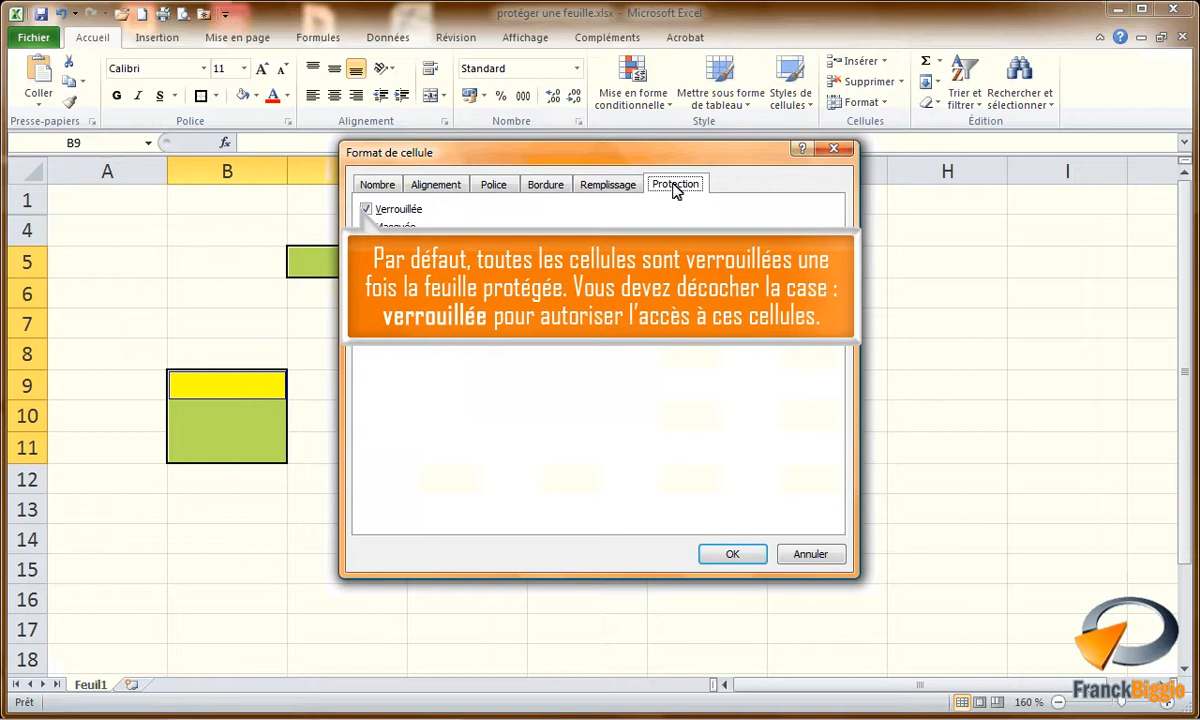 protéger une feuille.xlsx - Microsoft Excel
Fichier Accueil Insertion Mise en page Formules Données Révision Affichage Compléments Acrobat
Coller
Calibri 11
G I S
Standard
% 000
Mise en forme conditionnelle
Mettre sous forme de tableau
Styles de cellules
Insérer
Supprimer
Format
Σ
Trier et filtrer
Rechercher et sélectionner
Presse-papiers Police Alignement Nombre Style Cellules Édition
B9 fx
A B H I
1
4
5
6
7
8
9
10
11
12
13
14
15
16
17
18
Format de cellule
Nombre Alignement Police Bordure Remplissage Protection
Verrouillée
Masquée
Par défaut, toutes les cellules sont verrouillées une
fois la feuille protégée. Vous devez décocher la case :
verrouillée pour autoriser l'accès à ces cellules.
OK Annuler
Feuil1
Prêt
160 %
FranckBiggio